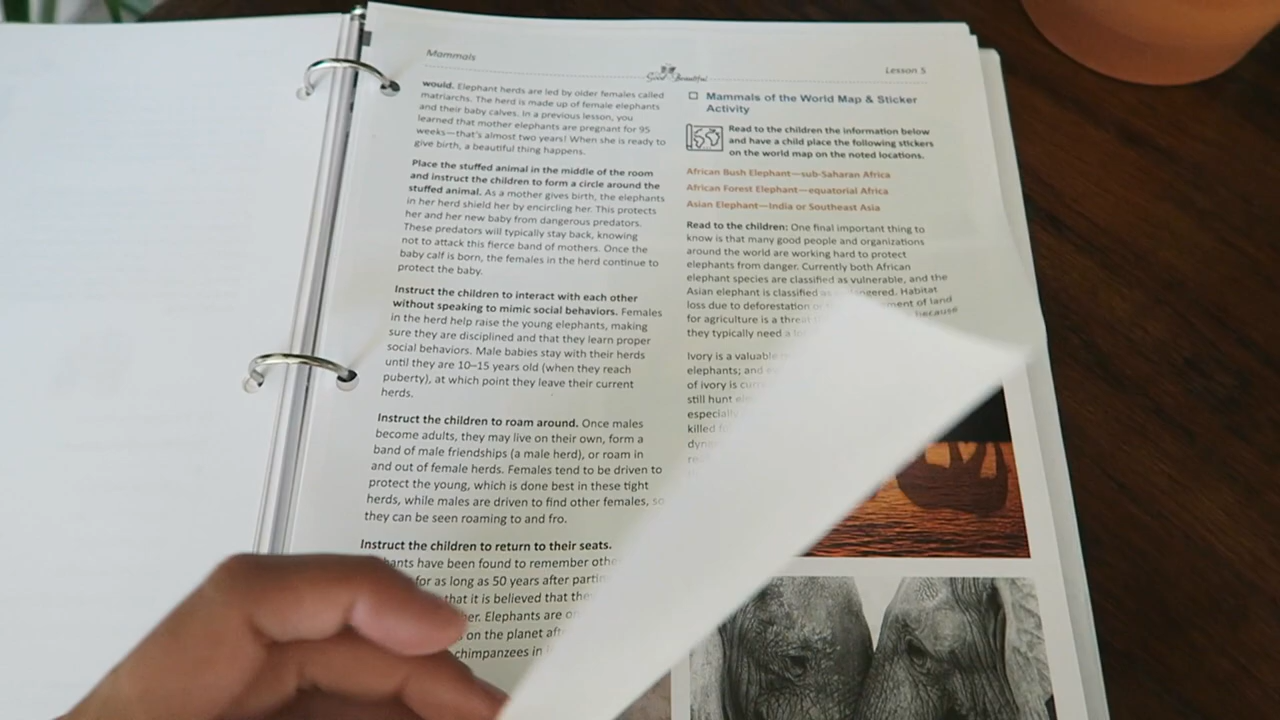 Mammals
Good Beautiful
Lesson 5
would. Elephant herds are led by older females called
matriarchs. The herd is made up of female elephants
and their baby calves. In a previous lesson, you
learned that mother elephants are pregnant for 95
weeks—that's almost two years! When she is ready to
give birth, a beautiful thing happens.
Place the stuffed animal in the middle of the room
and instruct the children to form a circle around the
stuffed animal. As a mother gives birth, the elephants
in her herd shield her by encircling her. This protects
her and her new baby from dangerous predators.
These predators will typically stay back, knowing
not to attack this fierce band of mothers. Once the
baby calf is born, the females in the herd continue to
protect the baby.
Instruct the children to interact with each other
without speaking to mimic social behaviors. Females
in the herd help raise the young elephants, making
sure they are disciplined and that they learn proper
social behaviors. Male babies stay with their herds
until they are 10–15 years old (when they reach
puberty), at which point they leave their current
herds.
Instruct the children to roam around. Once males
become adults, they may live on their own, form a
band of male friendships (a male herd), or roam in
and out of female herds. Females tend to be driven to
protect the young, which is done best in these tight
herds, while males are driven to find other females, so
they can be seen roaming to and fro.
Instruct the children to return to their seats.
have been found to remember
for as long as 50 years after
that it is believed that
Elephants are
on the planet
chimpanzees in
Mammals of the World Map & Sticker
Activity
Read to the children the information below
and have a child place the following stickers
on the world map on the noted locations.
African Bush Elephant—sub-Saharan Africa
African Forest Elephant—equatorial Africa
Asian Elephant—India or Southeast Asia
Read to the children: One final important thing to
know is that many good people and organizations
around the world are working hard to protect
elephants from danger. Currently both African
elephant species are classified as vulnerable, and the
Asian elephant is classified as endangered. Habitat
loss due to deforestation of land
for agriculture is a threat because
they typically need a
Ivory is a valuable
elephants; and
of ivory is
still hunt
especially
killed